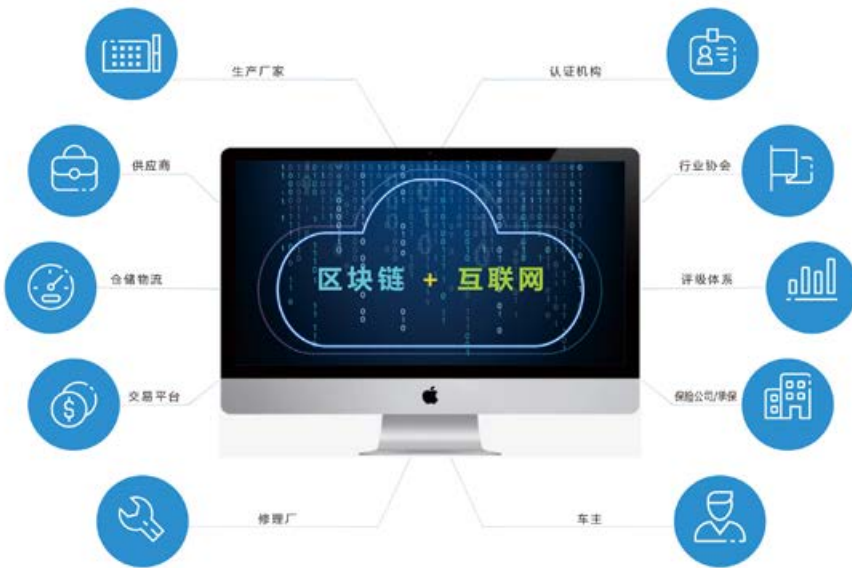 生产厂家
认证机构
供应商
行业协会
仓储物流
区块链 + 互联网
评级体系
交易平台
保险公司/承保
修理厂
车主